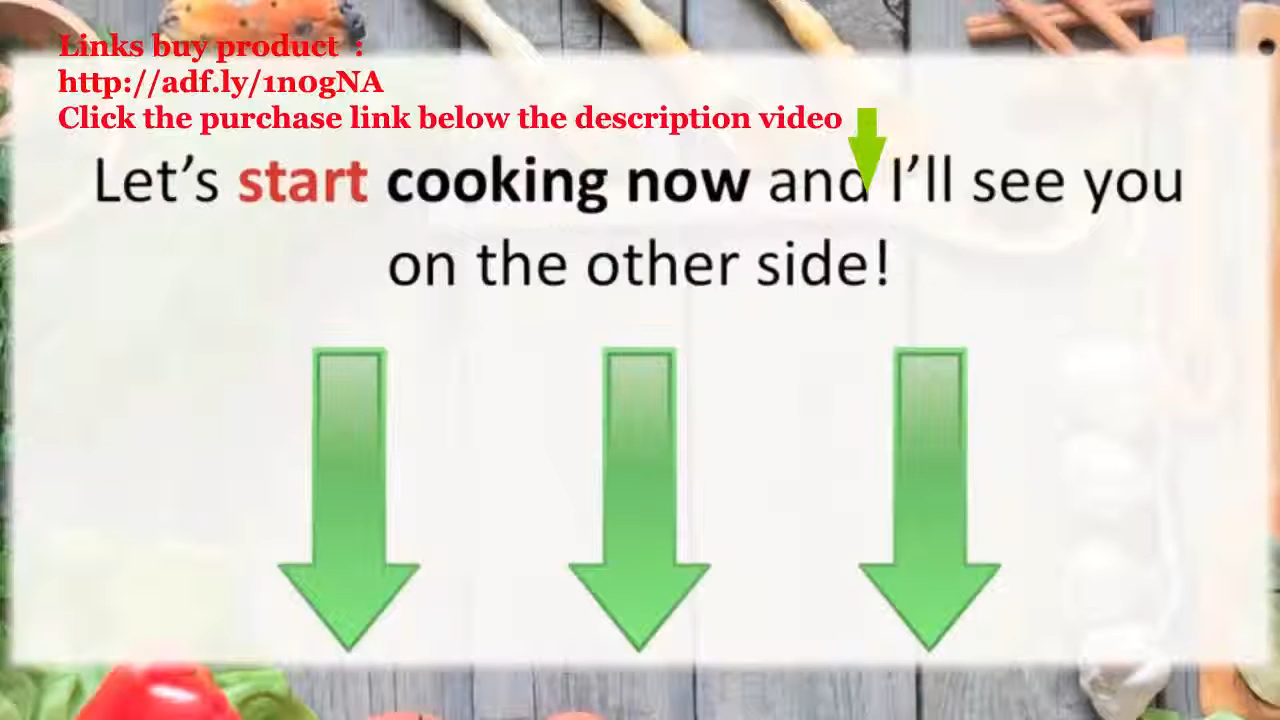 Links buy product :
http://adf.ly/1n0gNA
Click the purchase link below the description video
Let's start cooking now and I'll see you
on the other side!